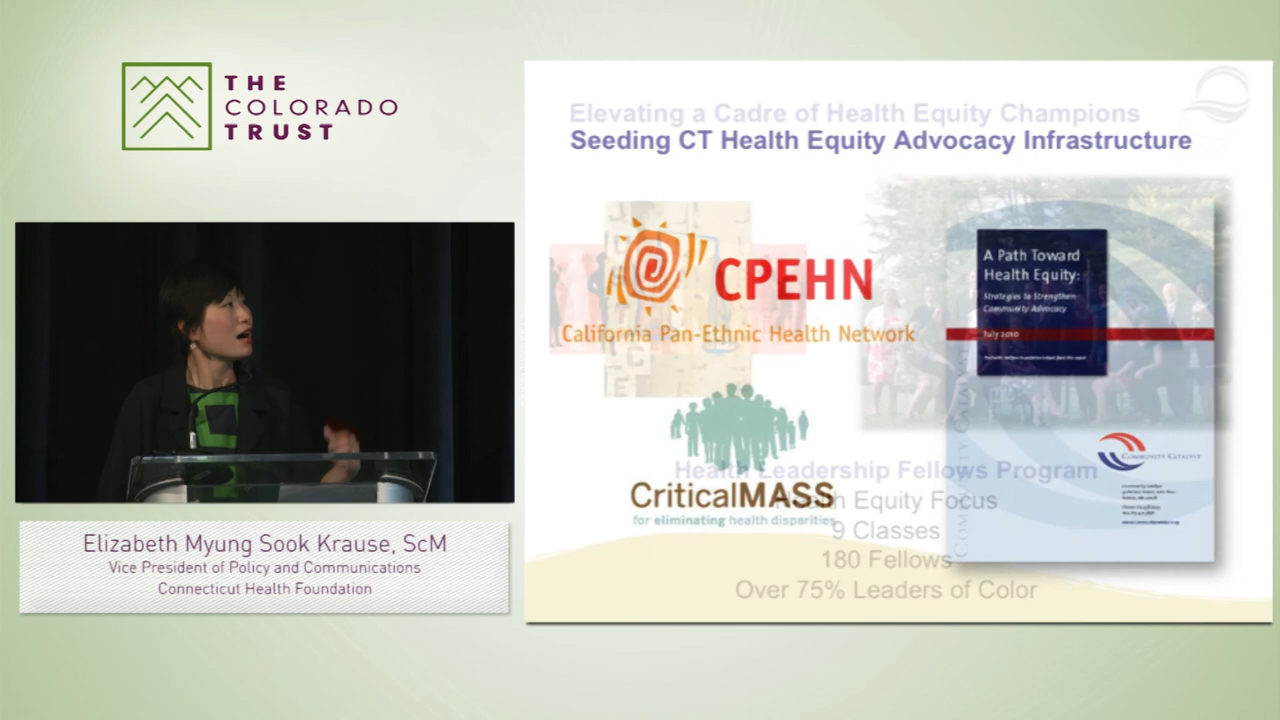 THE
COLORADO
TRUST
Elizabeth Myung Sook Krause, ScM
Vice President of Policy and Communications
Connecticut Health Foundation
Elevating a Cadre of Health Equity Champions
Seeding CT Health Equity Advocacy Infrastructure
CPEHN
California Pan-Ethnic Health Network
CriticalMASS
for eliminating health disparities
A Path Toward
Health Equity:
Strategies to Strengthen
Community Advocacy
July 2010
COMMUNITY CATALYST
COMMUNITY CATALYST
Health Leadership Fellows Program
Health Equity Focus
9 Classes
180 Fellows
Over 75% Leaders of Color